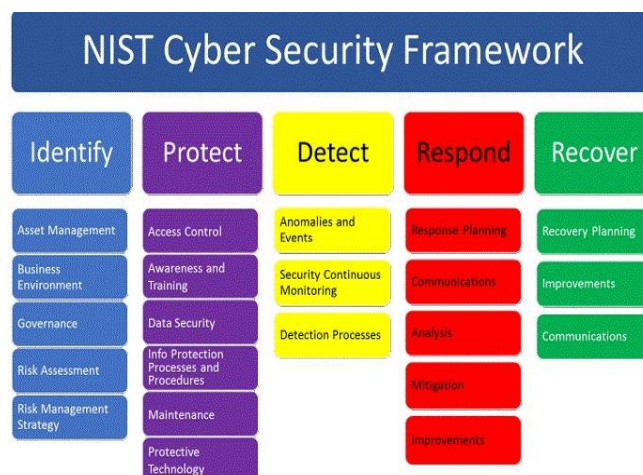 NIST Cyber Security Framework
Identify
Asset Management
Business
Environment
Governance
Risk Assessment
Risk Management
Strategy
Protect
Access Control
Awareness and
Training
Data Security
Info Protection
Processes and
Procedures
Maintenance
Protective
Technology
Detect
Anomalies and
Events
Security Continuous
Monitoring
Detection Processes
Respond
Response Planning
Communications
Analysis
Mitigation
Improvements
Recover
Recovery Planning
Improvements
Communications